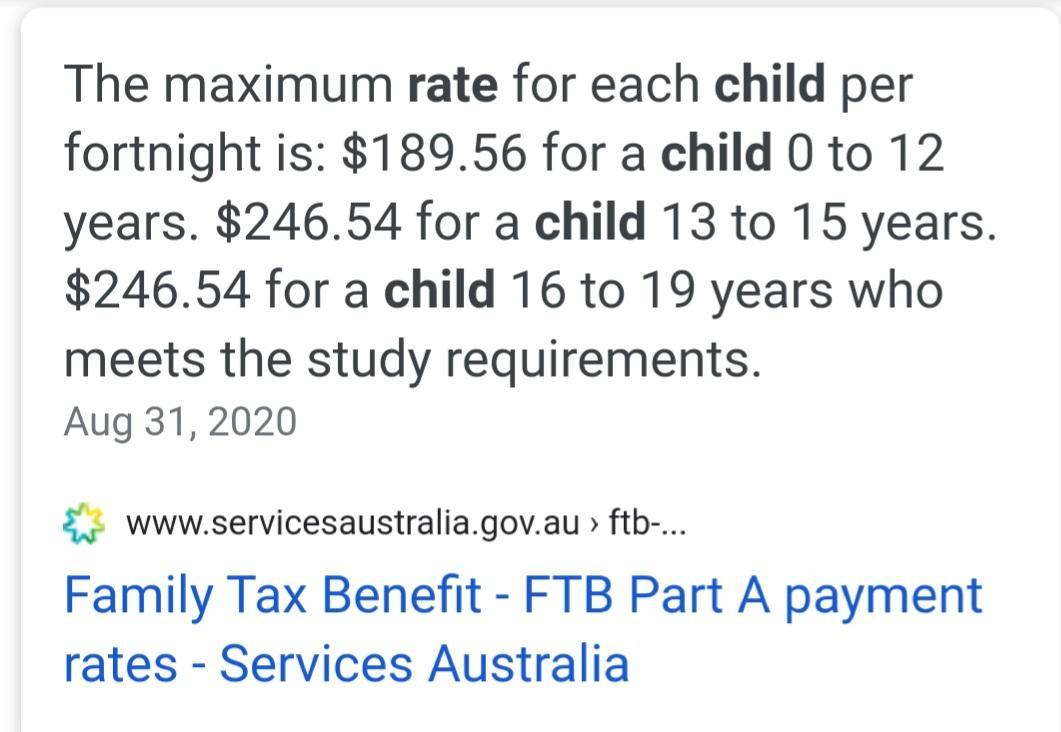 The maximum rate for each child per
fortnight is: $189.56 for a child 0 to 12
years. $246.54 for a child 13 to 15 years.
$246.54 for a child 16 to 19 years who
meets the study requirements.
Aug 31, 2020
www.servicesaustralia.gov.au › ftb-...
Family Tax Benefit - FTB Part A payment
rates - Services Australia